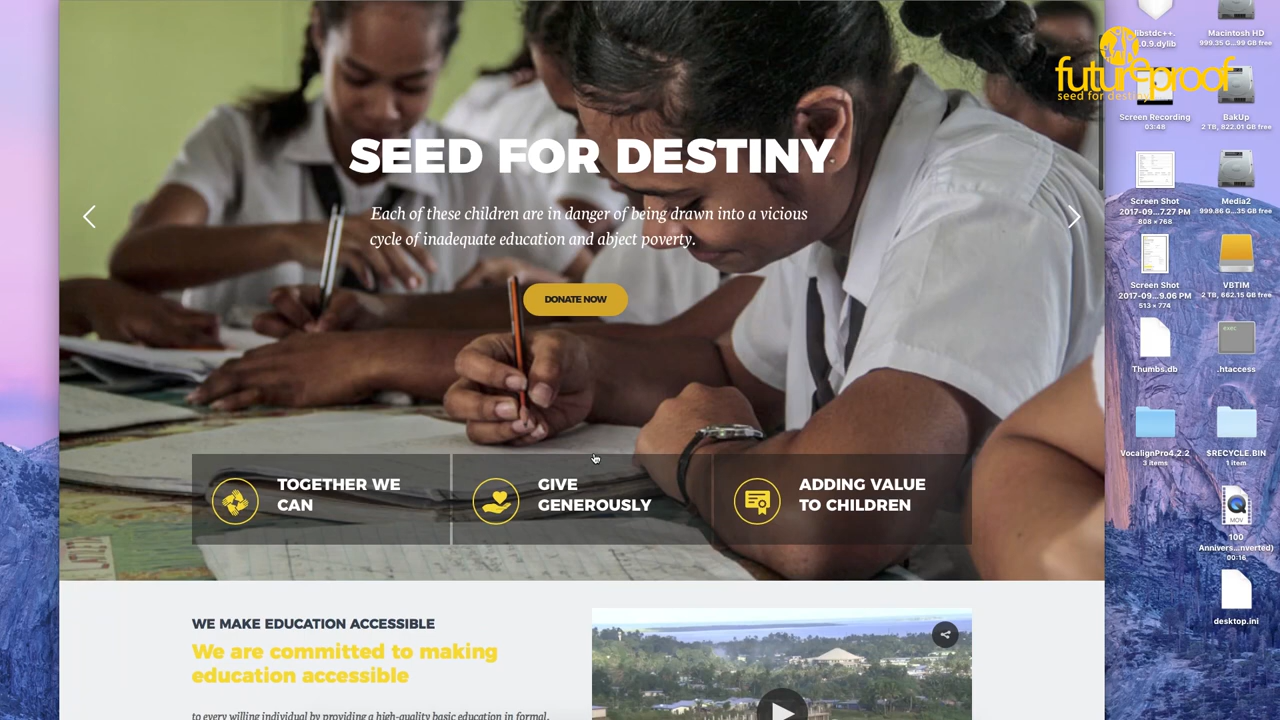 SEED FOR DESTINY
Each of these children are in danger of being drawn into a vicious
cycle of inadequate education and abject poverty.
DONATE NOW
TOGETHER WE
CAN
GIVE
GENEROUSLY
ADDING VALUE
TO CHILDREN
WE MAKE EDUCATION ACCESSIBLE
We are committed to making
education accessible
to every willing individual by providing a high-quality basic education in formal,
futureproof
seed for destiny
libstdc++.
0.9.dylib
Macintosh HD
999.35 G...99 GB free
Screen Recording
03:48
BakUp
2 TB, 822.01 GB free
Screen Shot
2017-09...7.27 PM
808 × 768
Media2
999.86 G...35 GB free
Screen Shot
2017-09...9.06 PM
513 × 774
VBTIM
2 TB, 662.15 GB free
Thumbs.db
exec
.htaccess
VocalignPro4.2.2
3 items
$RECYCLE.BIN
1 item
MOV
100
Annivers...nverted)
00:16
desktop.ini